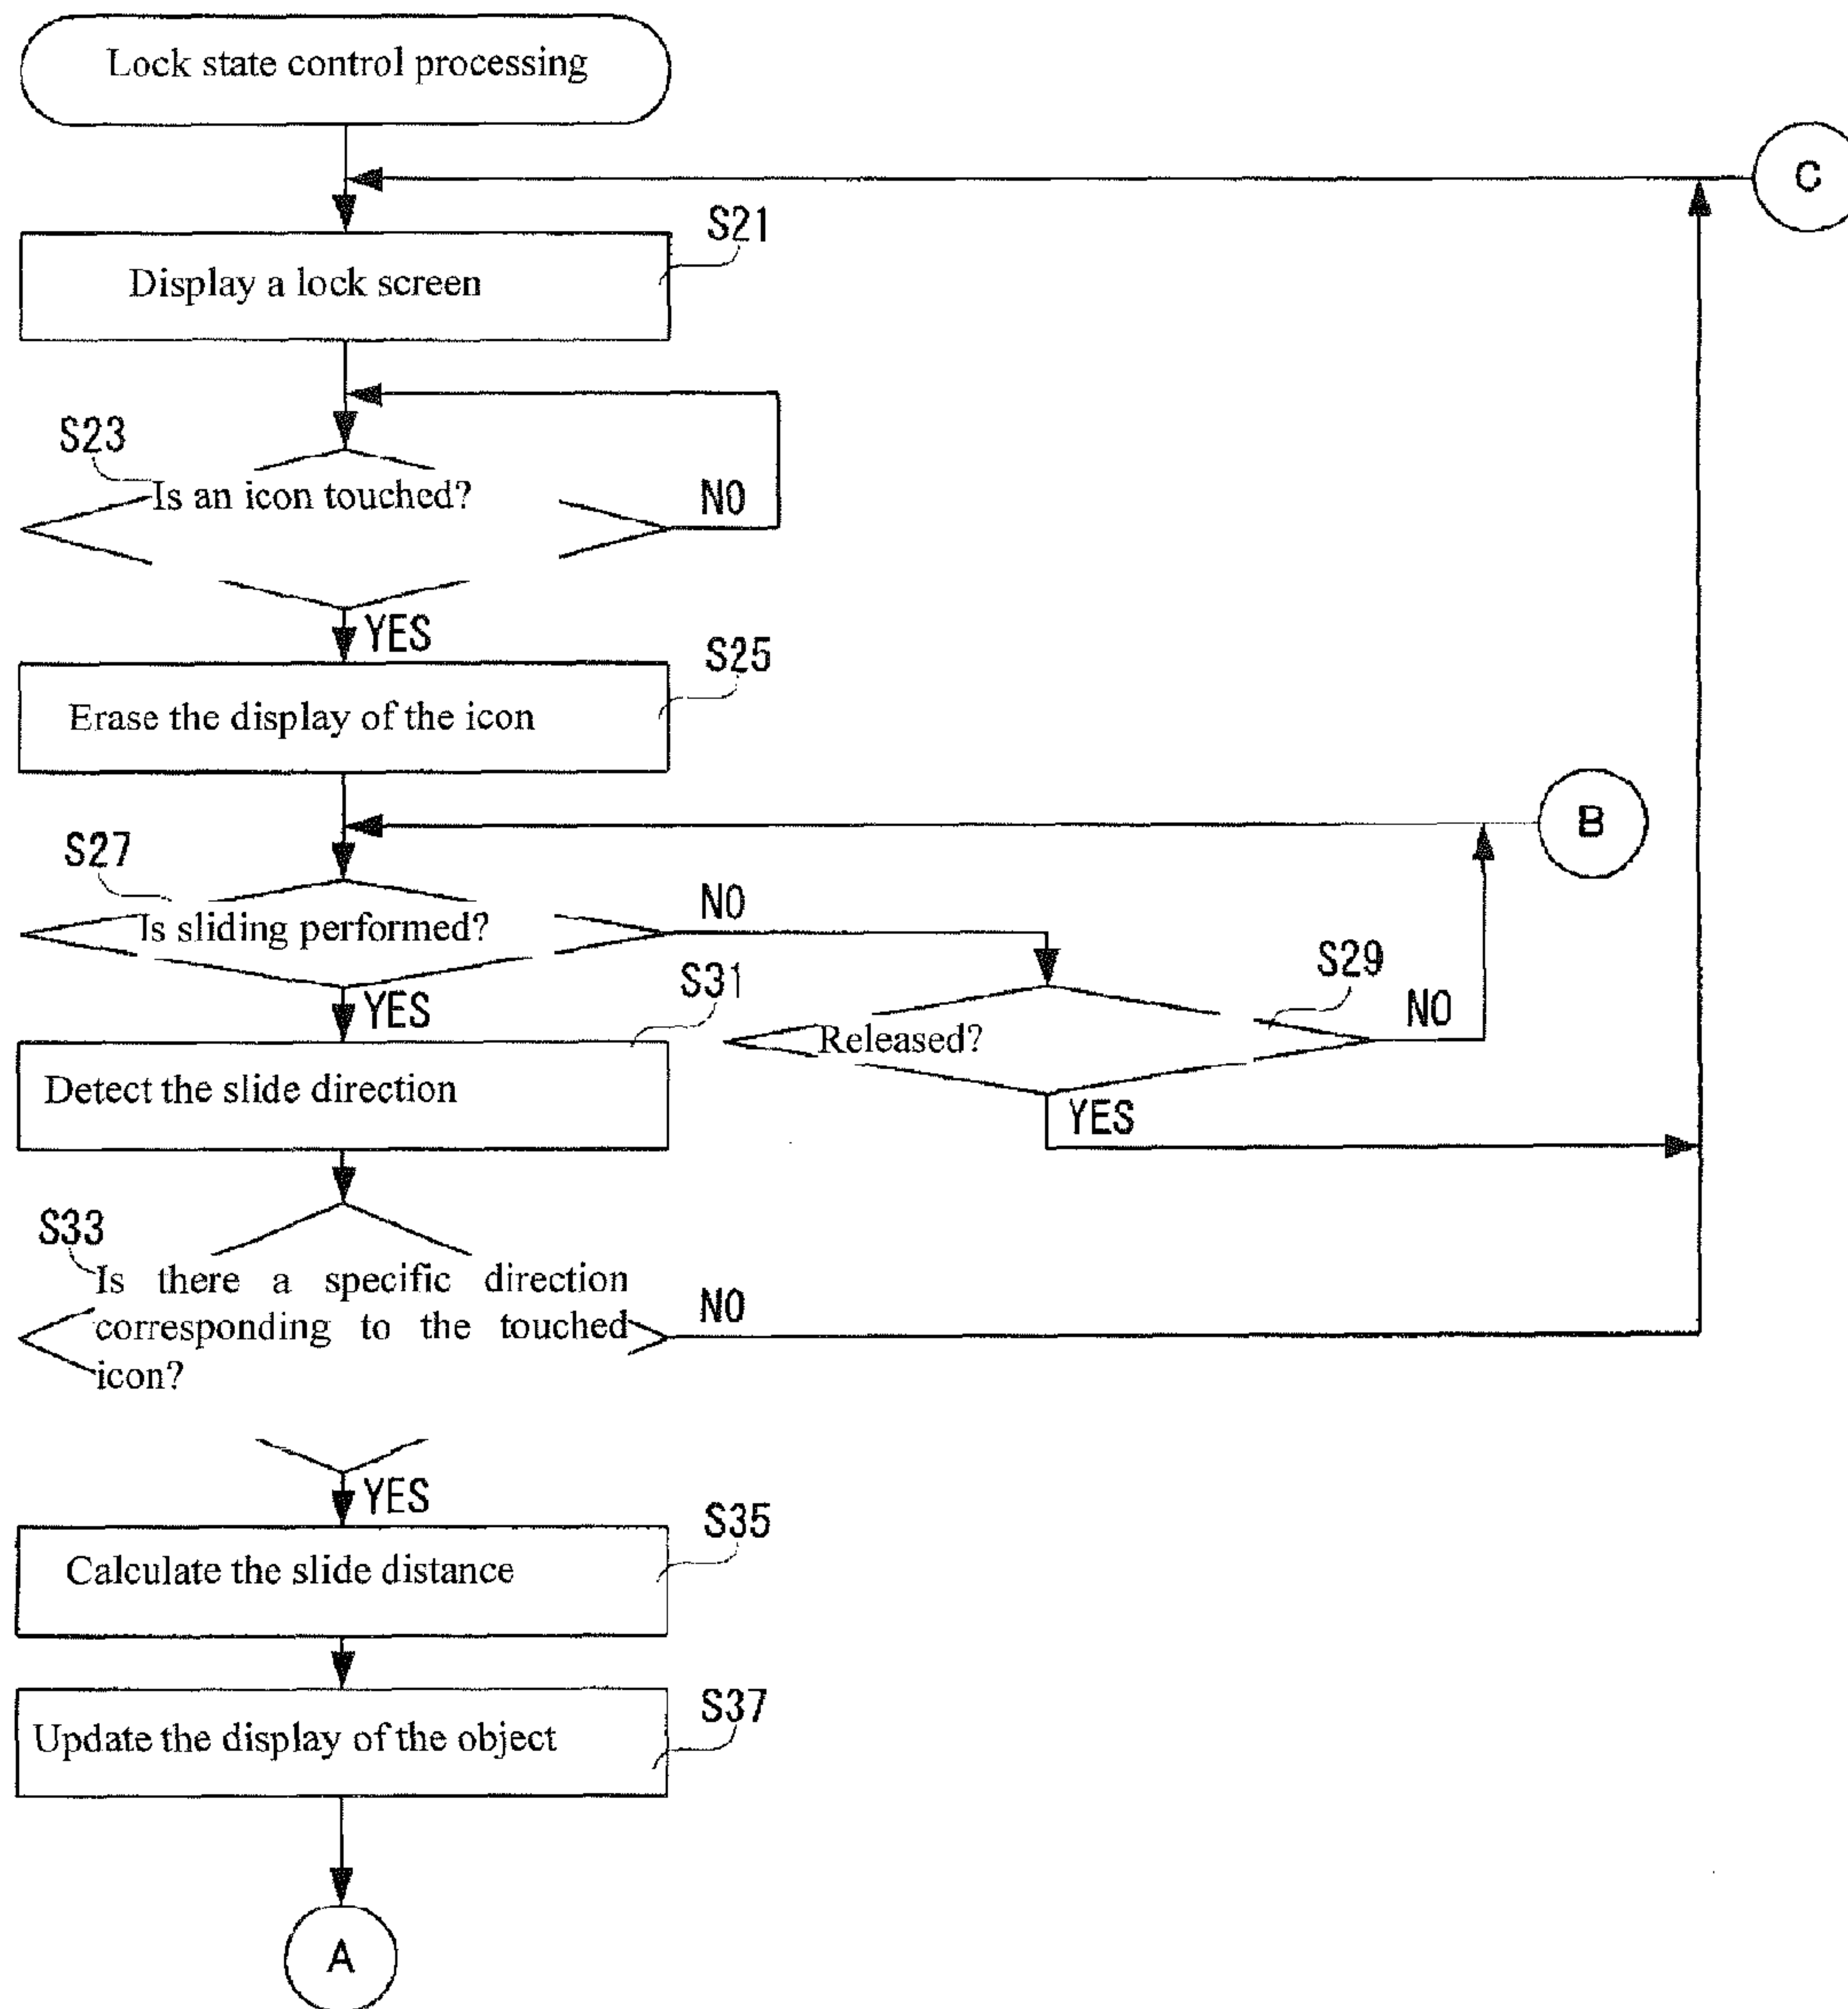 Lock state control processing
C
S21
Display a lock screen
S23
Is an icon touched?
NO
YES
S25
Erase the display of the icon
B
S27
Is sliding performed?
NO
S29
Released?
NO
YES
YES
S31
Detect the slide direction
S33
Is there a specific direction
corresponding to the touched
icon?
NO
YES
S35
Calculate the slide distance
S37
Update the display of the object
A